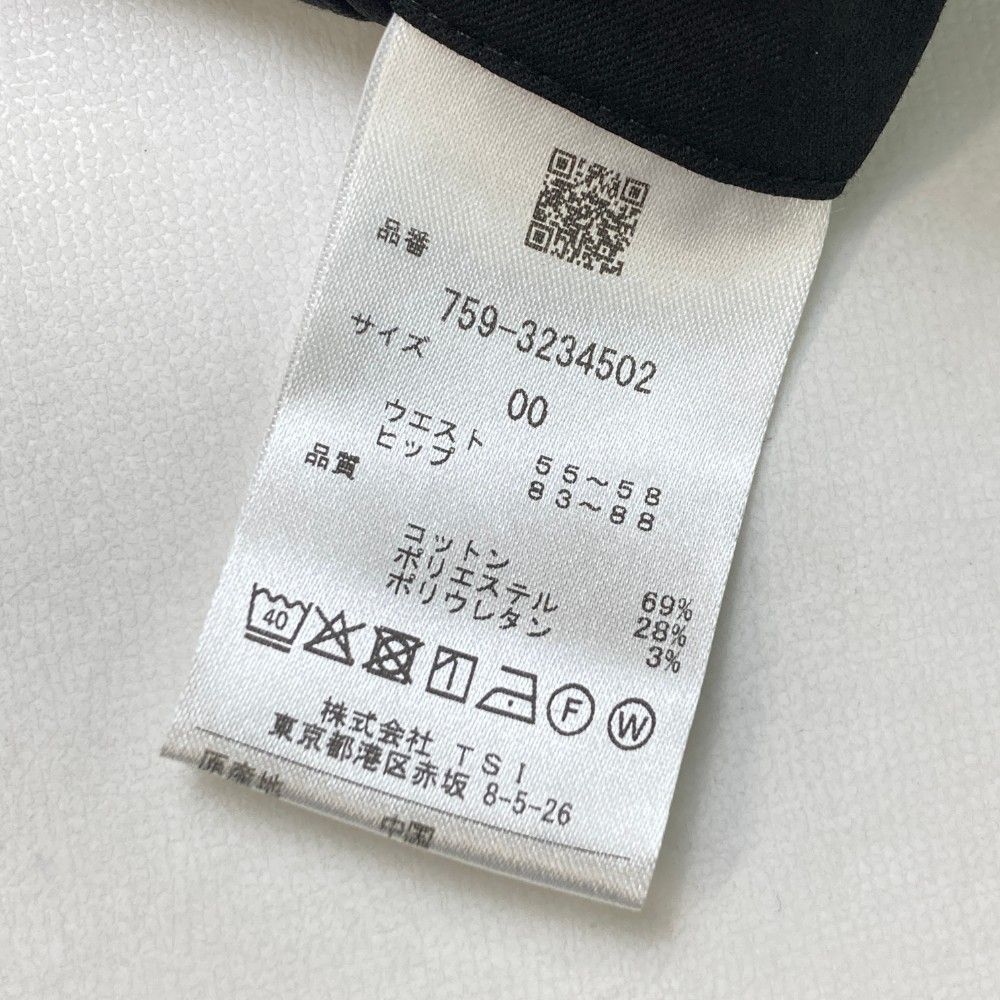 品番
759-3234502
サイズ
00
ウエスト 55～58
ヒップ 83～88
品質
コットン 69%
ポリエステル 28%
ポリウレタン 3%
40
F
W
株式会社 TSI
東京都港区赤坂 8-5-26
原産地
中国